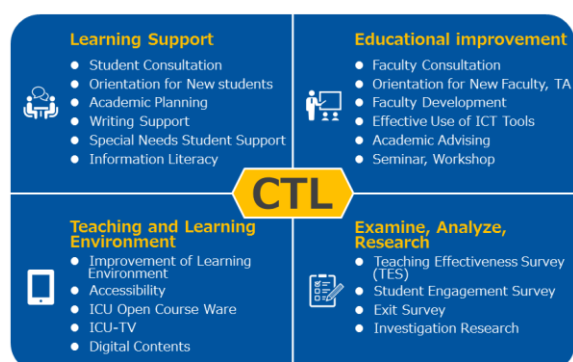 Learning Support
Student Consultation
Orientation for New students
Academic Planning
Writing Support
Special Needs Student Support
Information Literacy
Educational improvement
Faculty Consultation
Orientation for New Faculty, TA
Faculty Development
Effective Use of ICT Tools
Academic Advising
Seminar, Workshop
CTL
Teaching and Learning
Environment
Improvement of Learning
Environment
Accessibility
ICU Open Course Ware
ICU-TV
Digital Contents
Examine, Analyze,
Research
Teaching Effectiveness Survey
(TES)
Student Engagement Survey
Exit Survey
Investigation Research